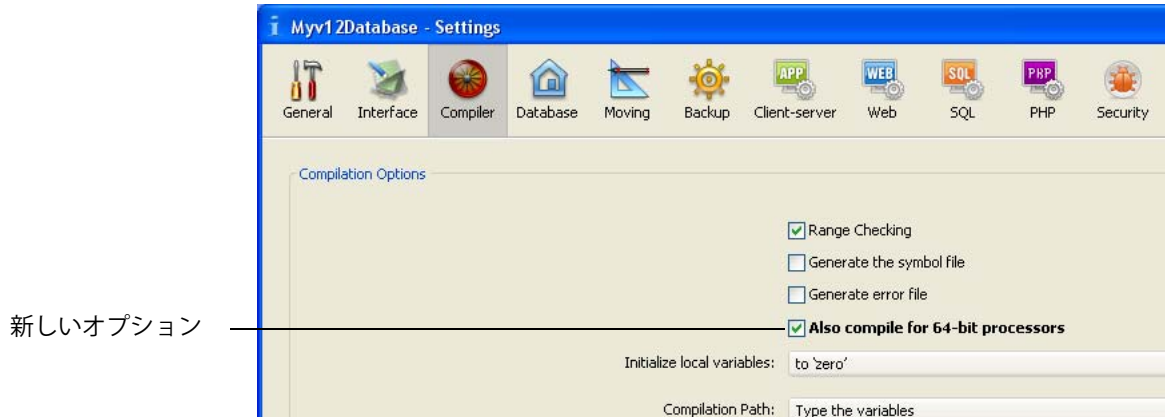 Myv12Database - Settings
General Interface Compiler Database Moving Backup Client-server Web SQL PHP Security
APP WEB SQL PHP
Compilation Options
Range Checking
Generate the symbol file
Generate error file
新しいオプション
Also compile for 64-bit processors
Initialize local variables: to 'zero'
Compilation Path: Type the variables